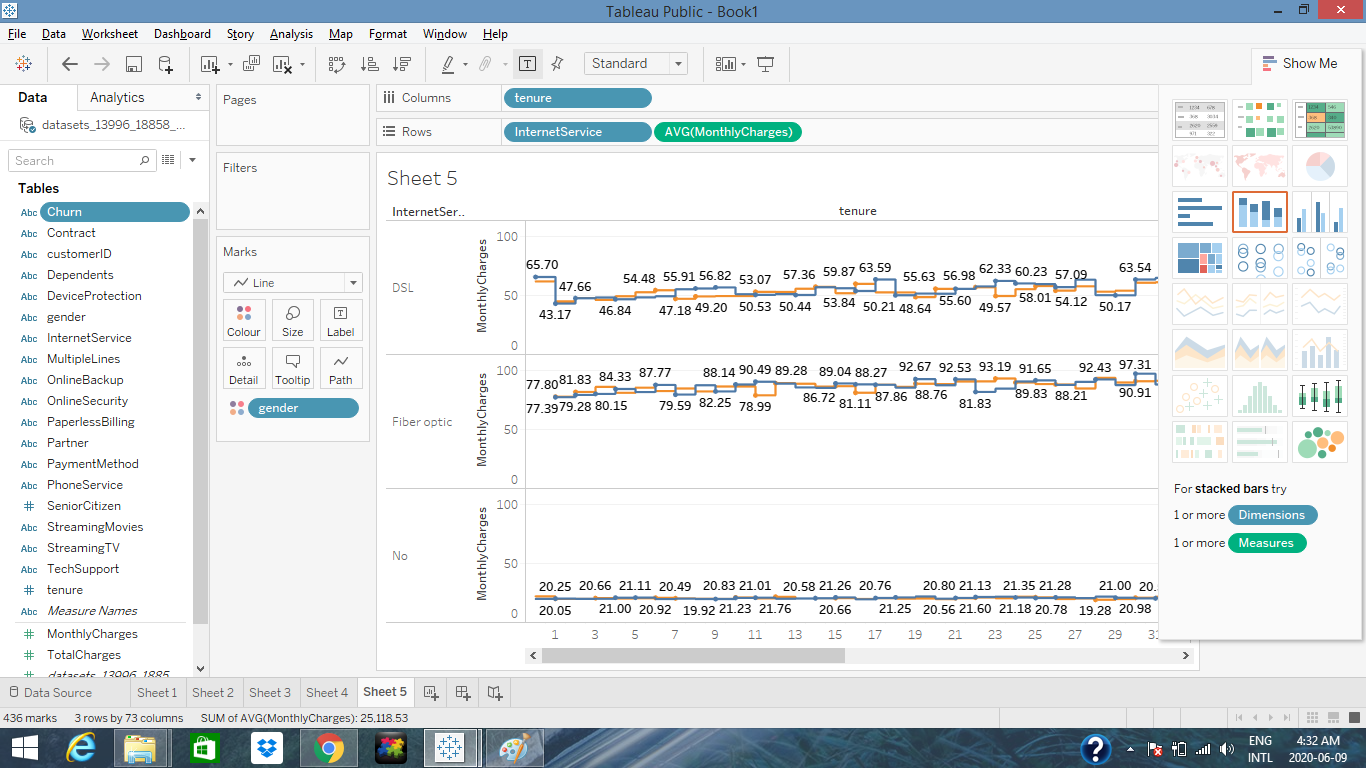 Tableau Public - Book1
File Data Worksheet Dashboard Story Analysis Map Format Window Help
Standard
Show Me
Data Analytics
datasets_13996_18858_...
Search
Tables
Abc Churn
Abc Contract
Abc customerID
Abc Dependents
Abc DeviceProtection
Abc gender
Abc InternetService
Abc MultipleLines
Abc OnlineBackup
Abc OnlineSecurity
Abc PaperlessBilling
Abc Partner
Abc PaymentMethod
Abc PhoneService
# SeniorCitizen
Abc StreamingMovies
Abc StreamingTV
Abc TechSupport
# tenure
Abc Measure Names
# MonthlyCharges
# TotalCharges
# datasets_13996_1885...
Pages
Filters
Marks
Line
Colour Size Label
Detail Tooltip Path
gender
Columns tenure
Rows InternetService AVG(MonthlyCharges)
Sheet 5
InternetSer.. tenure
DSL
MonthlyCharges
100
50
0
65.70 47.66 54.48 55.91 56.82 53.07 57.36 59.87 63.59 55.63 56.98 62.33 60.23 57.09 63.54
43.17 46.84 47.18 49.20 50.53 50.44 53.84 50.21 48.64 55.60 49.57 58.01 54.12 50.17
Fiber optic
MonthlyCharges
100
50
0
77.80 81.83 84.33 87.77 88.14 90.49 89.28 89.04 88.27 92.67 92.53 93.19 91.65 92.43 97.31
77.39 79.28 80.15 79.59 82.25 78.99 86.72 81.11 87.86 88.76 81.83 89.83 88.21 90.91
No
MonthlyCharges
100
50
0
20.25 20.66 21.11 20.49 20.83 21.01 20.58 21.26 20.76 20.80 21.13 21.35 21.28 21.00
20.05 21.00 20.92 19.92 21.23 21.76 20.66 21.25 20.56 21.60 21.18 20.78 19.28 20.98
1 3 5 7 9 11 13 15 17 19 21 23 25 27 29 31
For stacked bars try
1 or more Dimensions
1 or more Measures
Data Source Sheet 1 Sheet 2 Sheet 3 Sheet 4 Sheet 5
436 marks 3 rows by 73 columns SUM of AVG(MonthlyCharges): 25,118.53
ENG 4:32 AM
INTL 2020-06-09